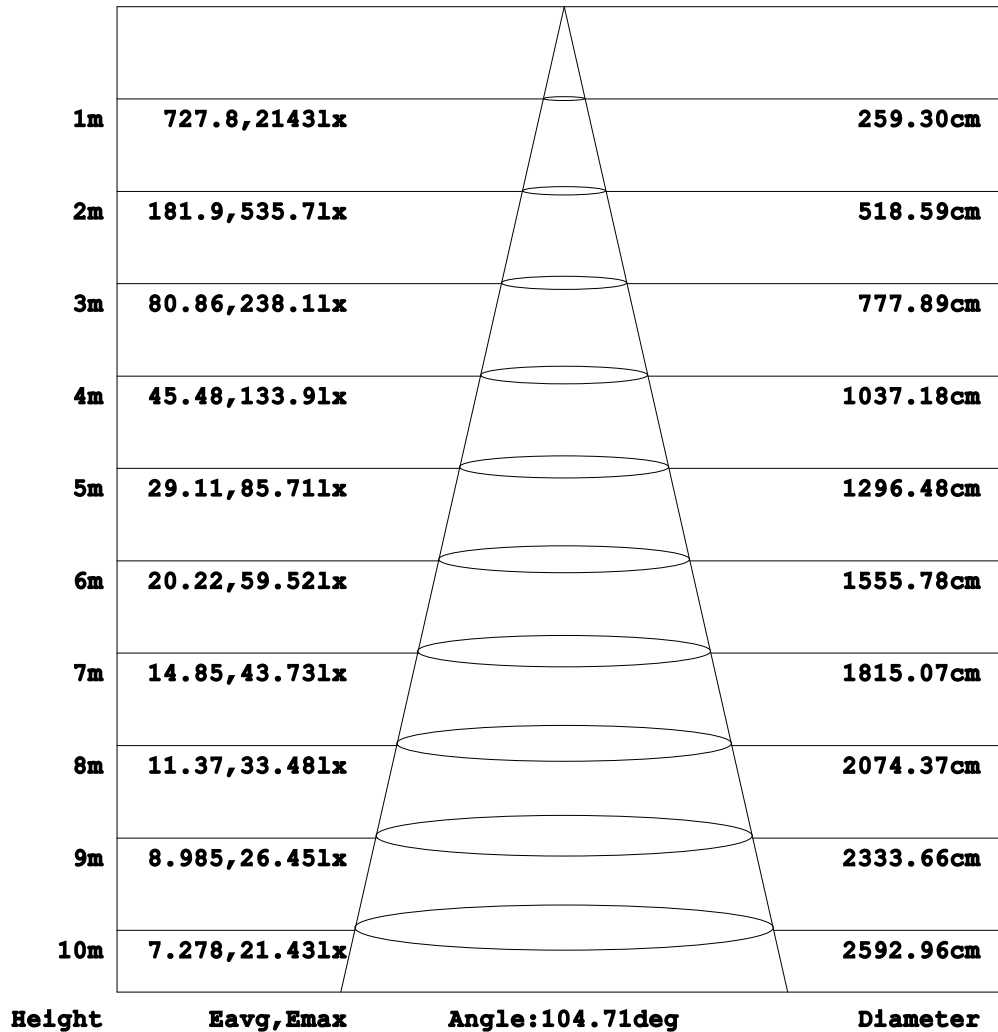 1m 727.8,2143lx 259.30cm
2m 181.9,535.7lx 518.59cm
3m 80.86,238.1lx 777.89cm
4m 45.48,133.9lx 1037.18cm
5m 29.11,85.71lx 1296.48cm
6m 20.22,59.52lx 1555.78cm
7m 14.85,43.73lx 1815.07cm
8m 11.37,33.48lx 2074.37cm
9m 8.985,26.45lx 2333.66cm
10m 7.278,21.43lx 2592.96cm
Height Eavg,Emax Angle:104.71deg Diameter